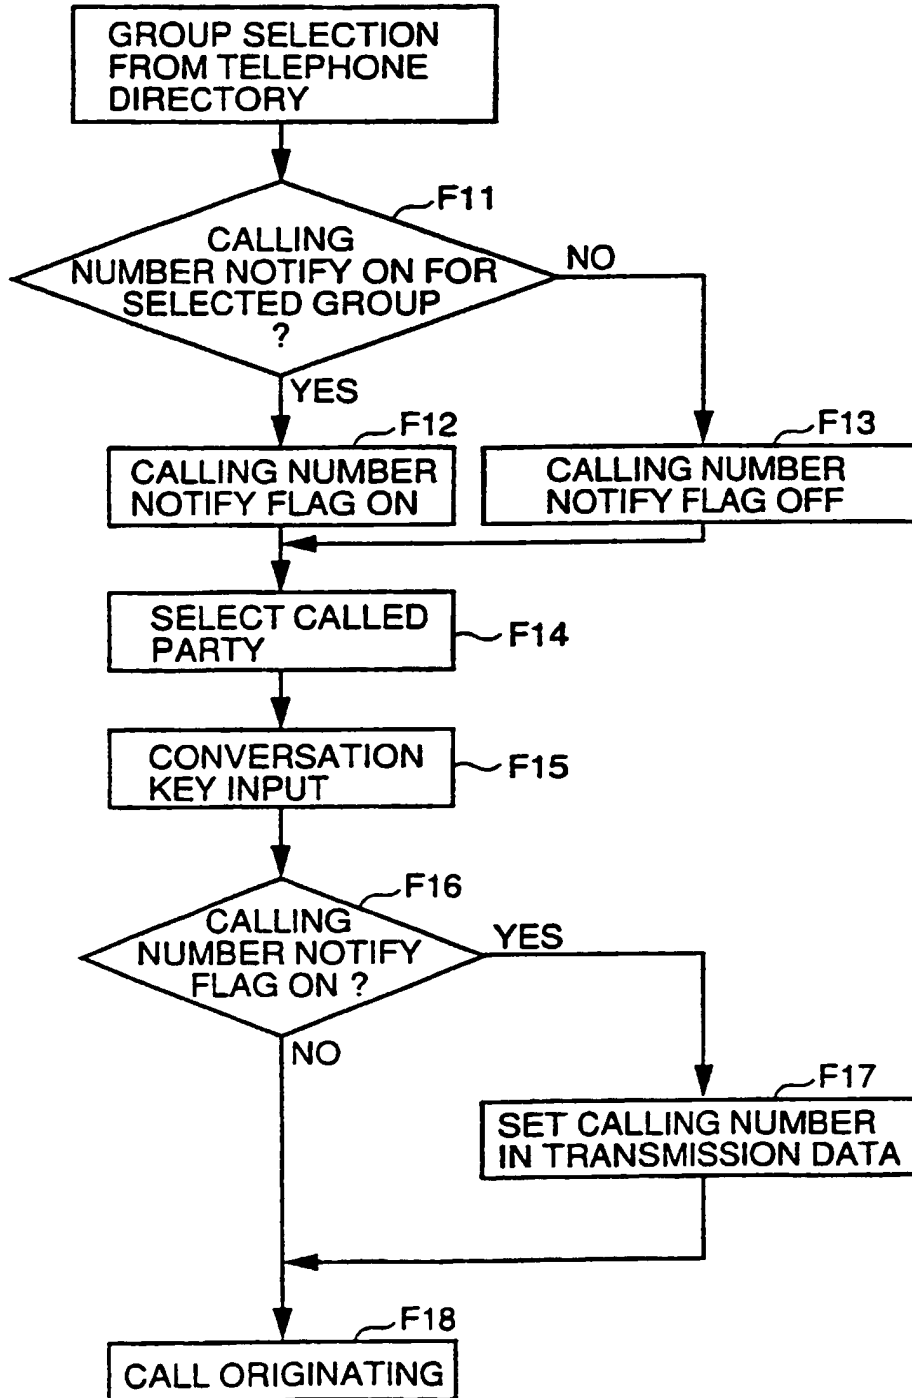 GROUP SELECTION
FROM TELEPHONE
DIRECTORY
F11
CALLING
NUMBER NOTIFY ON FOR
SELECTED GROUP
?
NO
YES
F12
CALLING NUMBER
NOTIFY FLAG ON
F13
CALLING NUMBER
NOTIFY FLAG OFF
SELECT CALLED
PARTY
F14
CONVERSATION
KEY INPUT
F15
F16
CALLING
NUMBER NOTIFY
FLAG ON ?
YES
NO
F17
SET CALLING NUMBER
IN TRANSMISSION DATA
F18
CALL ORIGINATING